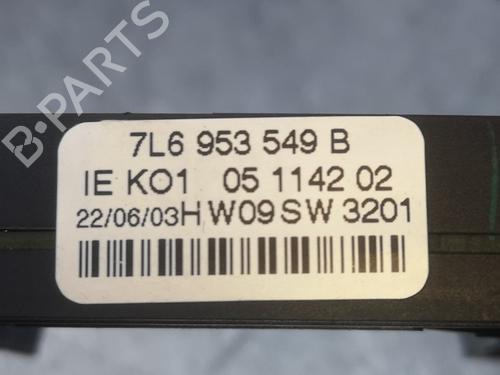 B-PARTS
7L6 953 549 B
IE KO1 05 1142 02
22/06/03H W09 SW 3201